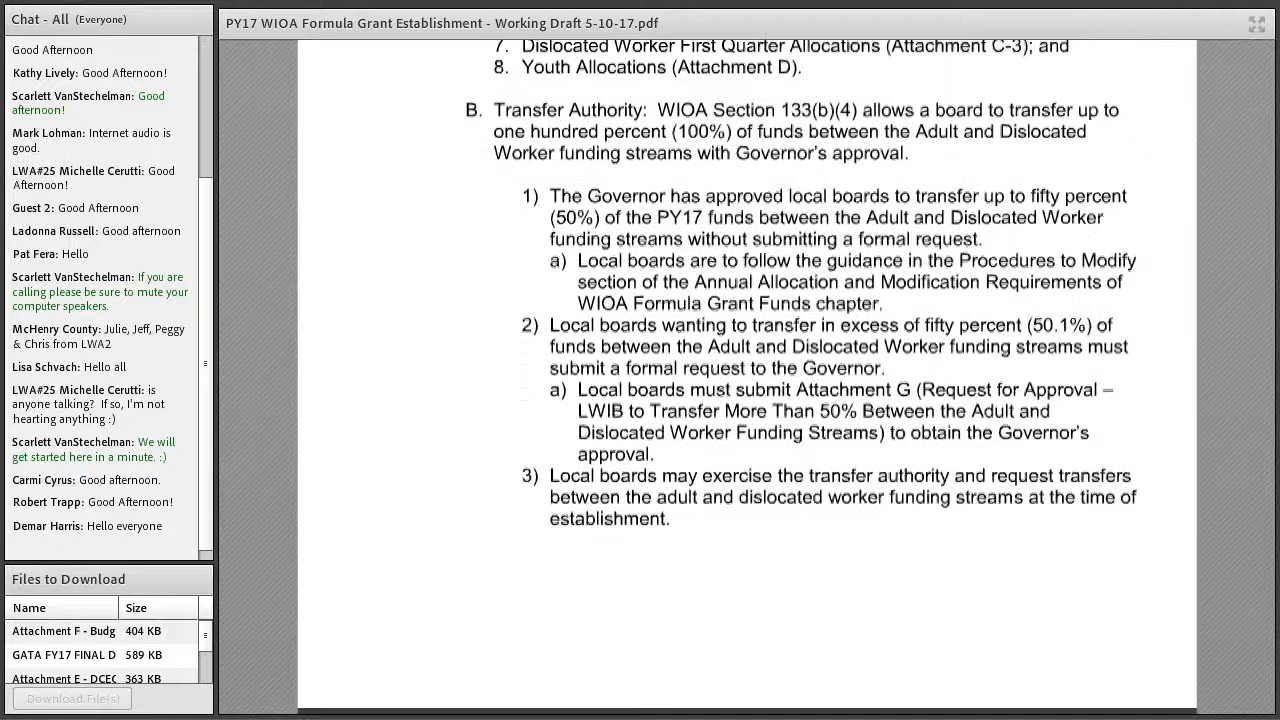 Chat - All (Everyone)
Good Afternoon
Kathy Lively: Good Afternoon!
Scarlett VanStechelman: Good
afternoon!
Mark Lohman: Internet audio is
good.
LWA#25 Michelle Cerutti: Good
Afternoon!
Guest 2: Good Afternoon
Ladonna Russell: Good afternoon
Pat Fera: Hello
Scarlett VanStechelman: If you are
calling please be sure to mute your
computer speakers.
McHenry County: Julie, Jeff, Peggy
& Chris from LWA2
Lisa Schvach: Hello all
LWA#25 Michelle Cerutti: is
anyone talking? If so, I'm not
hearting anything :)
Scarlett VanStechelman: We will
get started here in a minute. :)
Carmi Cyrus: Good afternoon.
Robert Trapp: Good Afternoon!
Demar Harris: Hello everyone
Files to Download
Name Size
Attachment F - Budg 404 KB
GATA FY17 FINAL D 589 KB
Attachment E - DCEC 363 KB
Download File(s)
PY17 WIOA Formula Grant Establishment - Working Draft 5-10-17.pdf
7. Dislocated Worker First Quarter Allocations (Attachment C-3); and
8. Youth Allocations (Attachment D).
B. Transfer Authority: WIOA Section 133(b)(4) allows a board to transfer up to
one hundred percent (100%) of funds between the Adult and Dislocated
Worker funding streams with Governor's approval.
1) The Governor has approved local boards to transfer up to fifty percent
(50%) of the PY17 funds between the Adult and Dislocated Worker
funding streams without submitting a formal request.
a) Local boards are to follow the guidance in the Procedures to Modify
section of the Annual Allocation and Modification Requirements of
WIOA Formula Grant Funds chapter.
2) Local boards wanting to transfer in excess of fifty percent (50.1%) of
funds between the Adult and Dislocated Worker funding streams must
submit a formal request to the Governor.
a) Local boards must submit Attachment G (Request for Approval –
LWIB to Transfer More Than 50% Between the Adult and
Dislocated Worker Funding Streams) to obtain the Governor's
approval.
3) Local boards may exercise the transfer authority and request transfers
between the adult and dislocated worker funding streams at the time of
establishment.